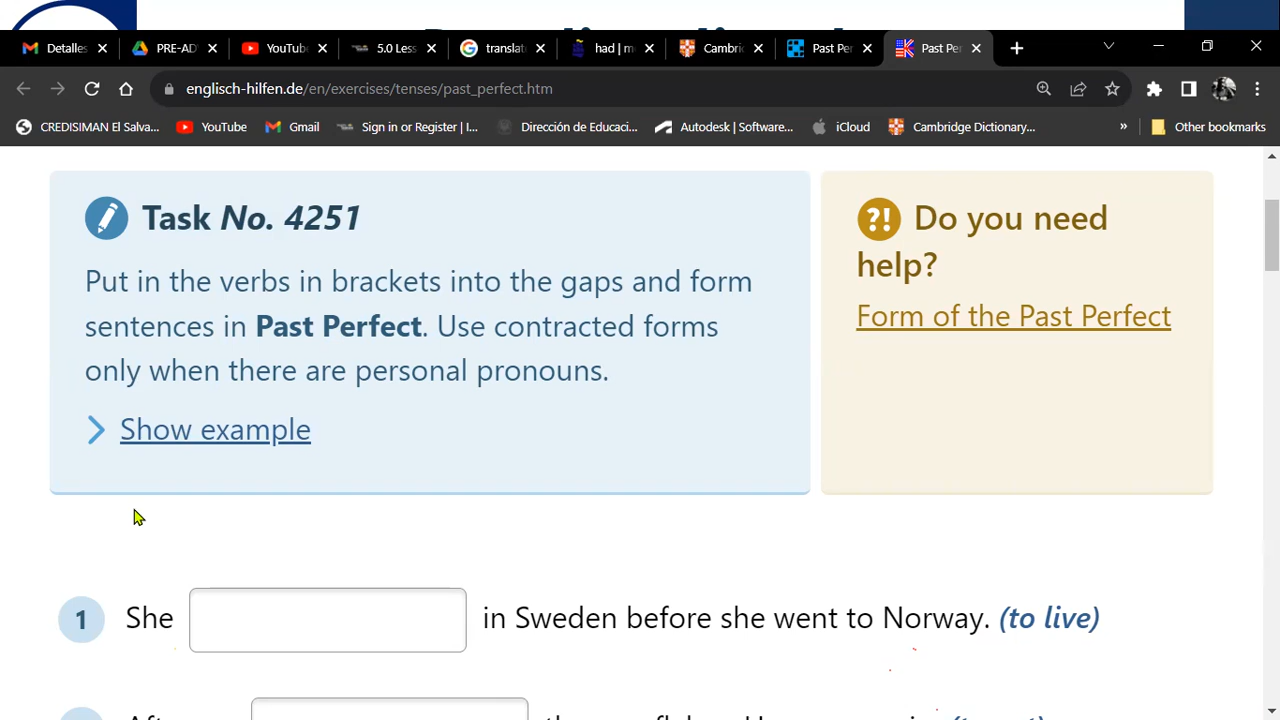 Detalles
PRE-AD
YouTube
5.0 Less
translat
had | m
Cambri
Past Per
Past Per
englisch-hilfen.de/en/exercises/tenses/past_perfect.htm
CREDISIMAN El Salva...
YouTube
Gmail
Sign in or Register | I...
Dirección de Educaci...
Autodesk | Software...
iCloud
Cambridge Dictionary...
»
Other bookmarks
Task No. 4251
Put in the verbs in brackets into the gaps and form
sentences in Past Perfect. Use contracted forms
only when there are personal pronouns.
Show example
?! Do you need
help?
Form of the Past Perfect
1 She in Sweden before she went to Norway. (to live)